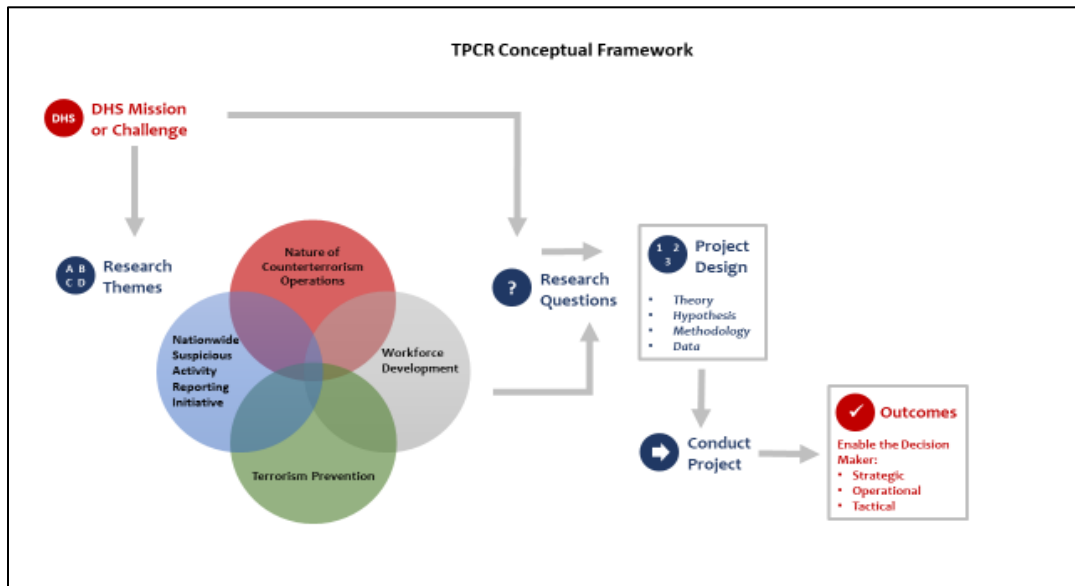 TPCR Conceptual Framework
DHS
DHS Mission
or Challenge
A B
C D
Research
Themes
Nature of
Counterterrorism
Operations
Nationwide
Suspicious
Activity
Reporting
Initiative
Workforce
Development
Terrorism Prevention
?
Research
Questions
1 2
3
Project
Design
• Theory
• Hypothesis
• Methodology
• Data
Conduct
Project
Outcomes
Enable the Decision
Maker:
• Strategic
• Operational
• Tactical